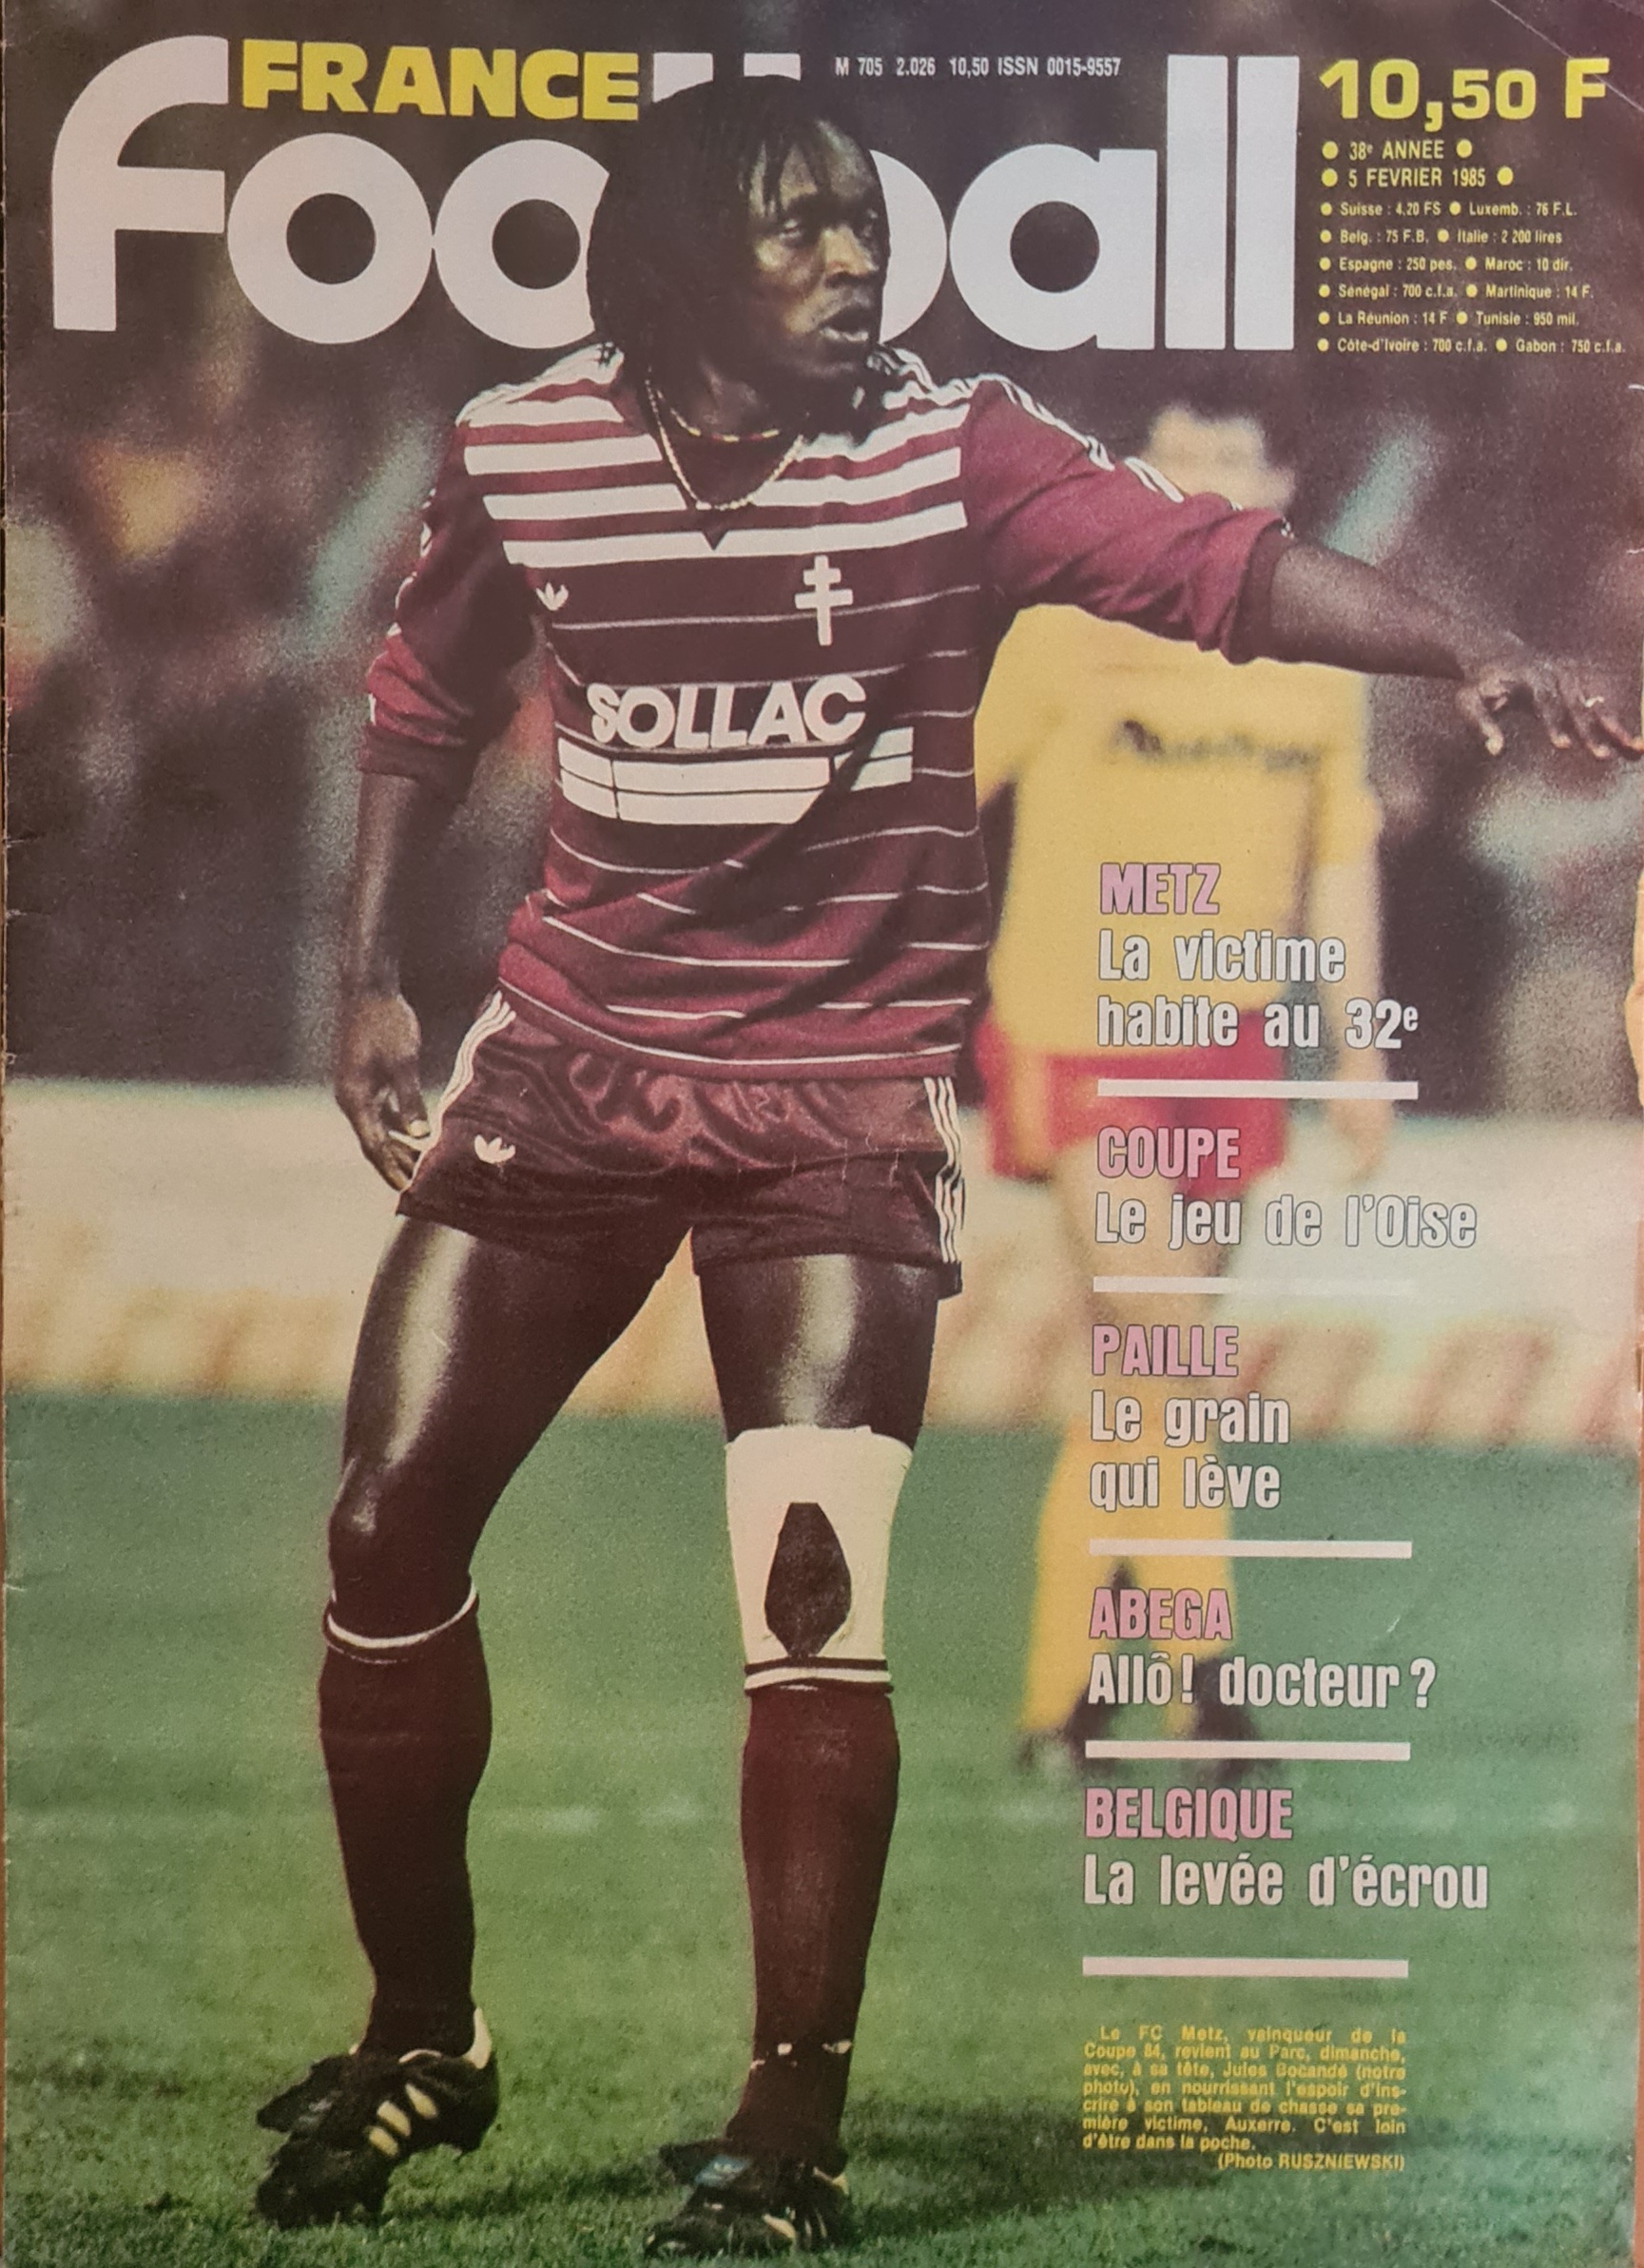 FRANCE
football
M 705 2.026 10,50 ISSN 0015-9557
10,50 F
● 38e ANNEE ●
● 5 FEVRIER 1985 ●
● Suisse : 4,20 FS ● Luxemb. : 76 F.L.
● Belg. : 75 F.B. ● Italie : 2 200 lires
● Espagne : 250 pes. ● Maroc : 10 dir.
● Sénégal : 700 c.f.a. ● Martinique : 14 F.
● La Réunion : 14 F ● Tunisie : 950 mil.
● Côte-d'Ivoire : 700 c.f.a. ● Gabon : 750 c.f.a.
SOLLAC
METZ
La victime
habite au 32e
COUPE
Le jeu de l'Oise
PAILLE
Le grain
qui lève
ABEGA
Allô! docteur?
BELGIQUE
La levée d'écrou
Le FC Metz, vainqueur de la
Coupe 84, revient au Parc, dimanche,
avec, à sa tête, Jules Bocandé (notre
photo), en nourrissant l'espoir d'ins-
crire à son tableau de chasse sa pre-
mière victime, Auxerre. C'est loin
d'être dans la poche.
(Photo RUSZNIEWSKI)